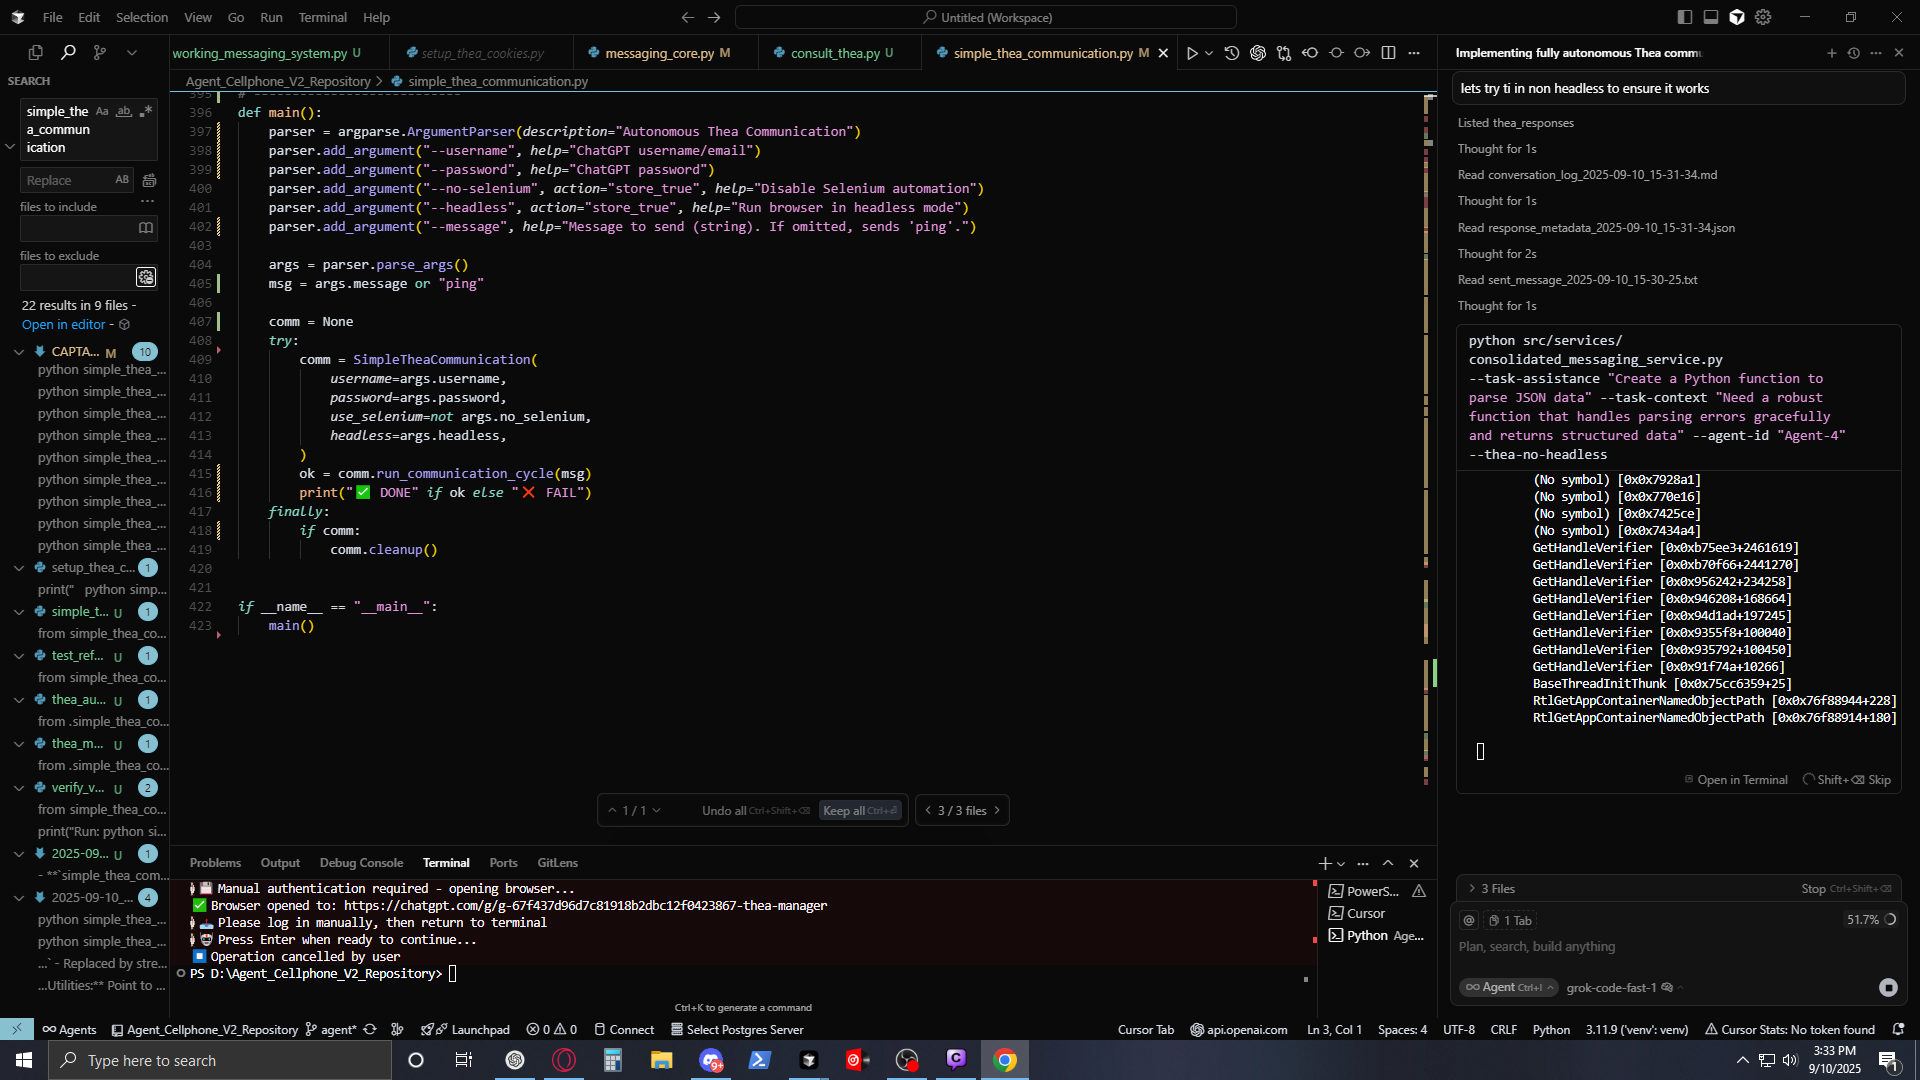 File Edit Selection View Go Run Terminal Help
Untitled (Workspace)
working_messaging_system.py U
setup_thea_cookies.py
messaging_core.py M
consult_thea.py U
simple_thea_communication.py M
Implementing fully autonomous Thea comm
SEARCH
simple_the
a_commun
ication
Aa ab .*
Replace AB
files to include
files to exclude
22 results in 9 files -
Open in editor -
CAPTA... M 10
python simple_thea_...
python simple_thea_...
python simple_thea_...
python simple_thea_...
python simple_thea_...
python simple_thea_...
python simple_thea_...
python simple_thea_...
python simple_thea_...
setup_thea_c... 1
print(" python simp...
simple_t... U 1
from simple_thea_co...
test_ref... U 1
from simple_thea_co...
thea_au... U 1
from .simple_thea_co...
thea_m... U 1
from .simple_thea_co...
verify_v... U 2
from simple_thea_co...
print("Run: python si...
2025-09... U 1
- **`simple_thea_com...
2025-09-10_... 4
python simple_thea_...
python simple_thea_...
...` - Replaced by stre...
...Utilities:** Point to ...
Agent_Cellphone_V2_Repository > simple_thea_communication.py
395 # ------------------------------
396 def main():
397 parser = argparse.ArgumentParser(description="Autonomous Thea Communication")
398 parser.add_argument("--username", help="ChatGPT username/email")
399 parser.add_argument("--password", help="ChatGPT password")
400 parser.add_argument("--no-selenium", action="store_true", help="Disable Selenium automation")
401 parser.add_argument("--headless", action="store_true", help="Run browser in headless mode")
402 parser.add_argument("--message", help="Message to send (string). If omitted, sends 'ping'.")
403
404 args = parser.parse_args()
405 msg = args.message or "ping"
406
407 comm = None
408 try:
409 comm = SimpleTheaCommunication(
410 username=args.username,
411 password=args.password,
412 use_selenium=not args.no_selenium,
413 headless=args.headless,
414 )
415 ok = comm.run_communication_cycle(msg)
416 print("✅ DONE" if ok else "❌ FAIL")
417 finally:
418 if comm:
419 comm.cleanup()
420
421
422 if __name__ == "__main__":
423 main()
1 / 1
Undo all Ctrl+Shift+⌫
Keep all Ctrl+⏎
3 / 3 files
Problems Output Debug Console Terminal Ports GitLens
Manual authentication required - opening browser...
✅ Browser opened to: https://chatgpt.com/g/g-67f437d96d7c81918b2dbc12f0423867-thea-manager
Please log in manually, then return to terminal
Press Enter when ready to continue...
Operation cancelled by user
PS D:\Agent_Cellphone_V2_Repository>
Ctrl+K to generate a command
PowerS...
Cursor
Python Age...
lets try ti in non headless to ensure it works
Listed thea_responses
Thought for 1s
Read conversation_log_2025-09-10_15-31-34.md
Thought for 1s
Read response_metadata_2025-09-10_15-31-34.json
Thought for 2s
Read sent_message_2025-09-10_15-30-25.txt
Thought for 1s
python src/services/
consolidated_messaging_service.py
--task-assistance "Create a Python function to
parse JSON data" --task-context "Need a robust
function that handles parsing errors gracefully
and returns structured data" --agent-id "Agent-4"
--thea-no-headless
(No symbol) [0x0x7928a1]
(No symbol) [0x0x770e16]
(No symbol) [0x0x7425ce]
(No symbol) [0x0x7434a4]
GetHandleVerifier [0x0xb75ee3+2461619]
GetHandleVerifier [0x0xb70f66+2441270]
GetHandleVerifier [0x0x956242+234258]
GetHandleVerifier [0x0x946208+168664]
GetHandleVerifier [0x0x94d1ad+197245]
GetHandleVerifier [0x0x9355f8+100040]
GetHandleVerifier [0x0x935792+100450]
GetHandleVerifier [0x0x91f74a+10266]
BaseThreadInitThunk [0x0x75cc6359+25]
RtlGetAppContainerNamedObjectPath [0x0x76f88944+228]
RtlGetAppContainerNamedObjectPath [0x0x76f88914+180]
Open in Terminal
Shift+⌫ Skip
3 Files
Stop Ctrl+Shift+⌫
@ 1 Tab
51.7%
Plan, search, build anything
Agent Ctrl+I
grok-code-fast-1
Agents
Agent_Cellphone_V2_Repository
agent*
Launchpad
0 0
Connect
Select Postgres Server
Cursor Tab
api.openai.com
Ln 3, Col 1
Spaces: 4
UTF-8
CRLF
Python
3.11.9 ('venv': venv)
Cursor Stats: No token found
Type here to search
9+
3:33 PM
9/10/2025
1